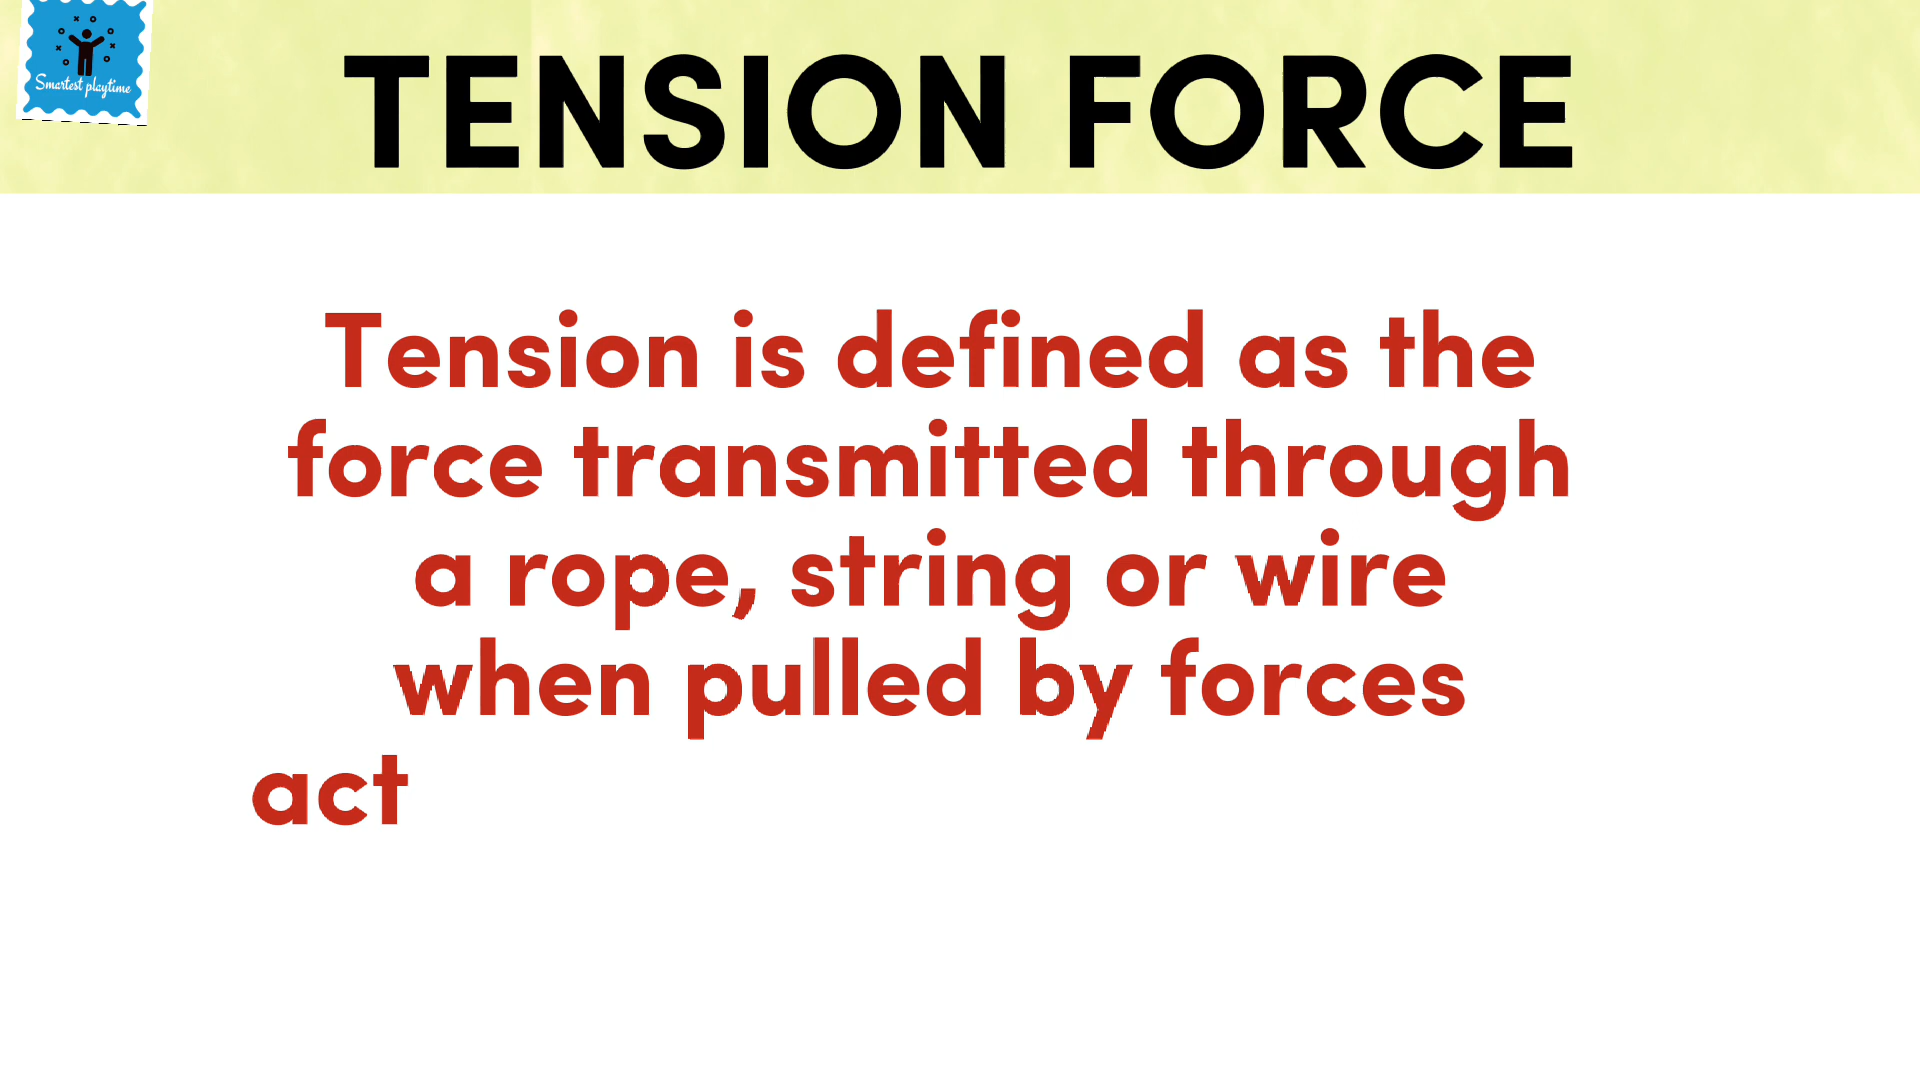 Smartest playtime
TENSION FORCE
Tension is defined as the
force transmitted through
a rope, string or wire
when pulled by forces
act